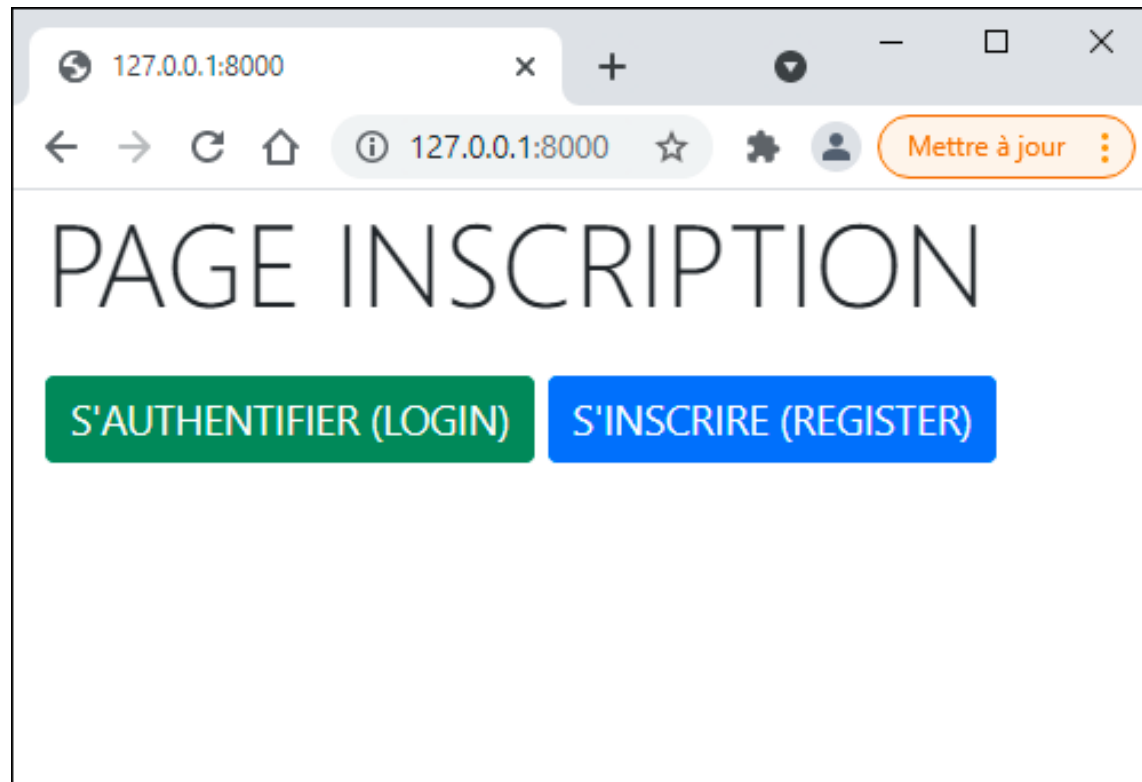 127.0.0.1:8000
127.0.0.1:8000
Mettre à jour
PAGE INSCRIPTION
S'AUTHENTIFIER (LOGIN)
S'INSCRIRE (REGISTER)